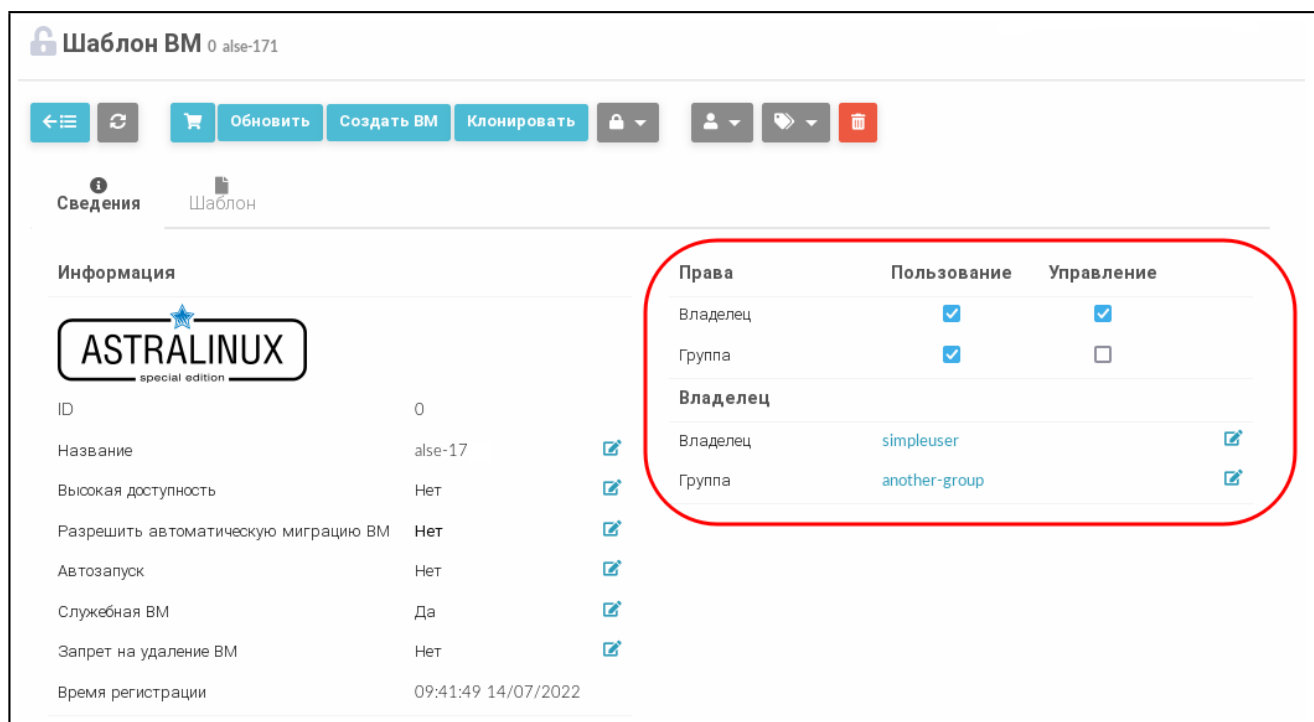 Шаблон ВМ 0 alse-171
Обновить Создать ВМ Клонировать
Сведения Шаблон
Информация
ASTRALINUX
special edition
ID 0
Название alse-17
Высокая доступность Нет
Разрешить автоматическую миграцию ВМ Нет
Автозапуск Нет
Служебная ВМ Да
Запрет на удаление ВМ Нет
Время регистрации 09:41:49 14/07/2022
Права Пользование Управление
Владелец
Группа
Владелец
Владелец simpleuser
Группа another-group